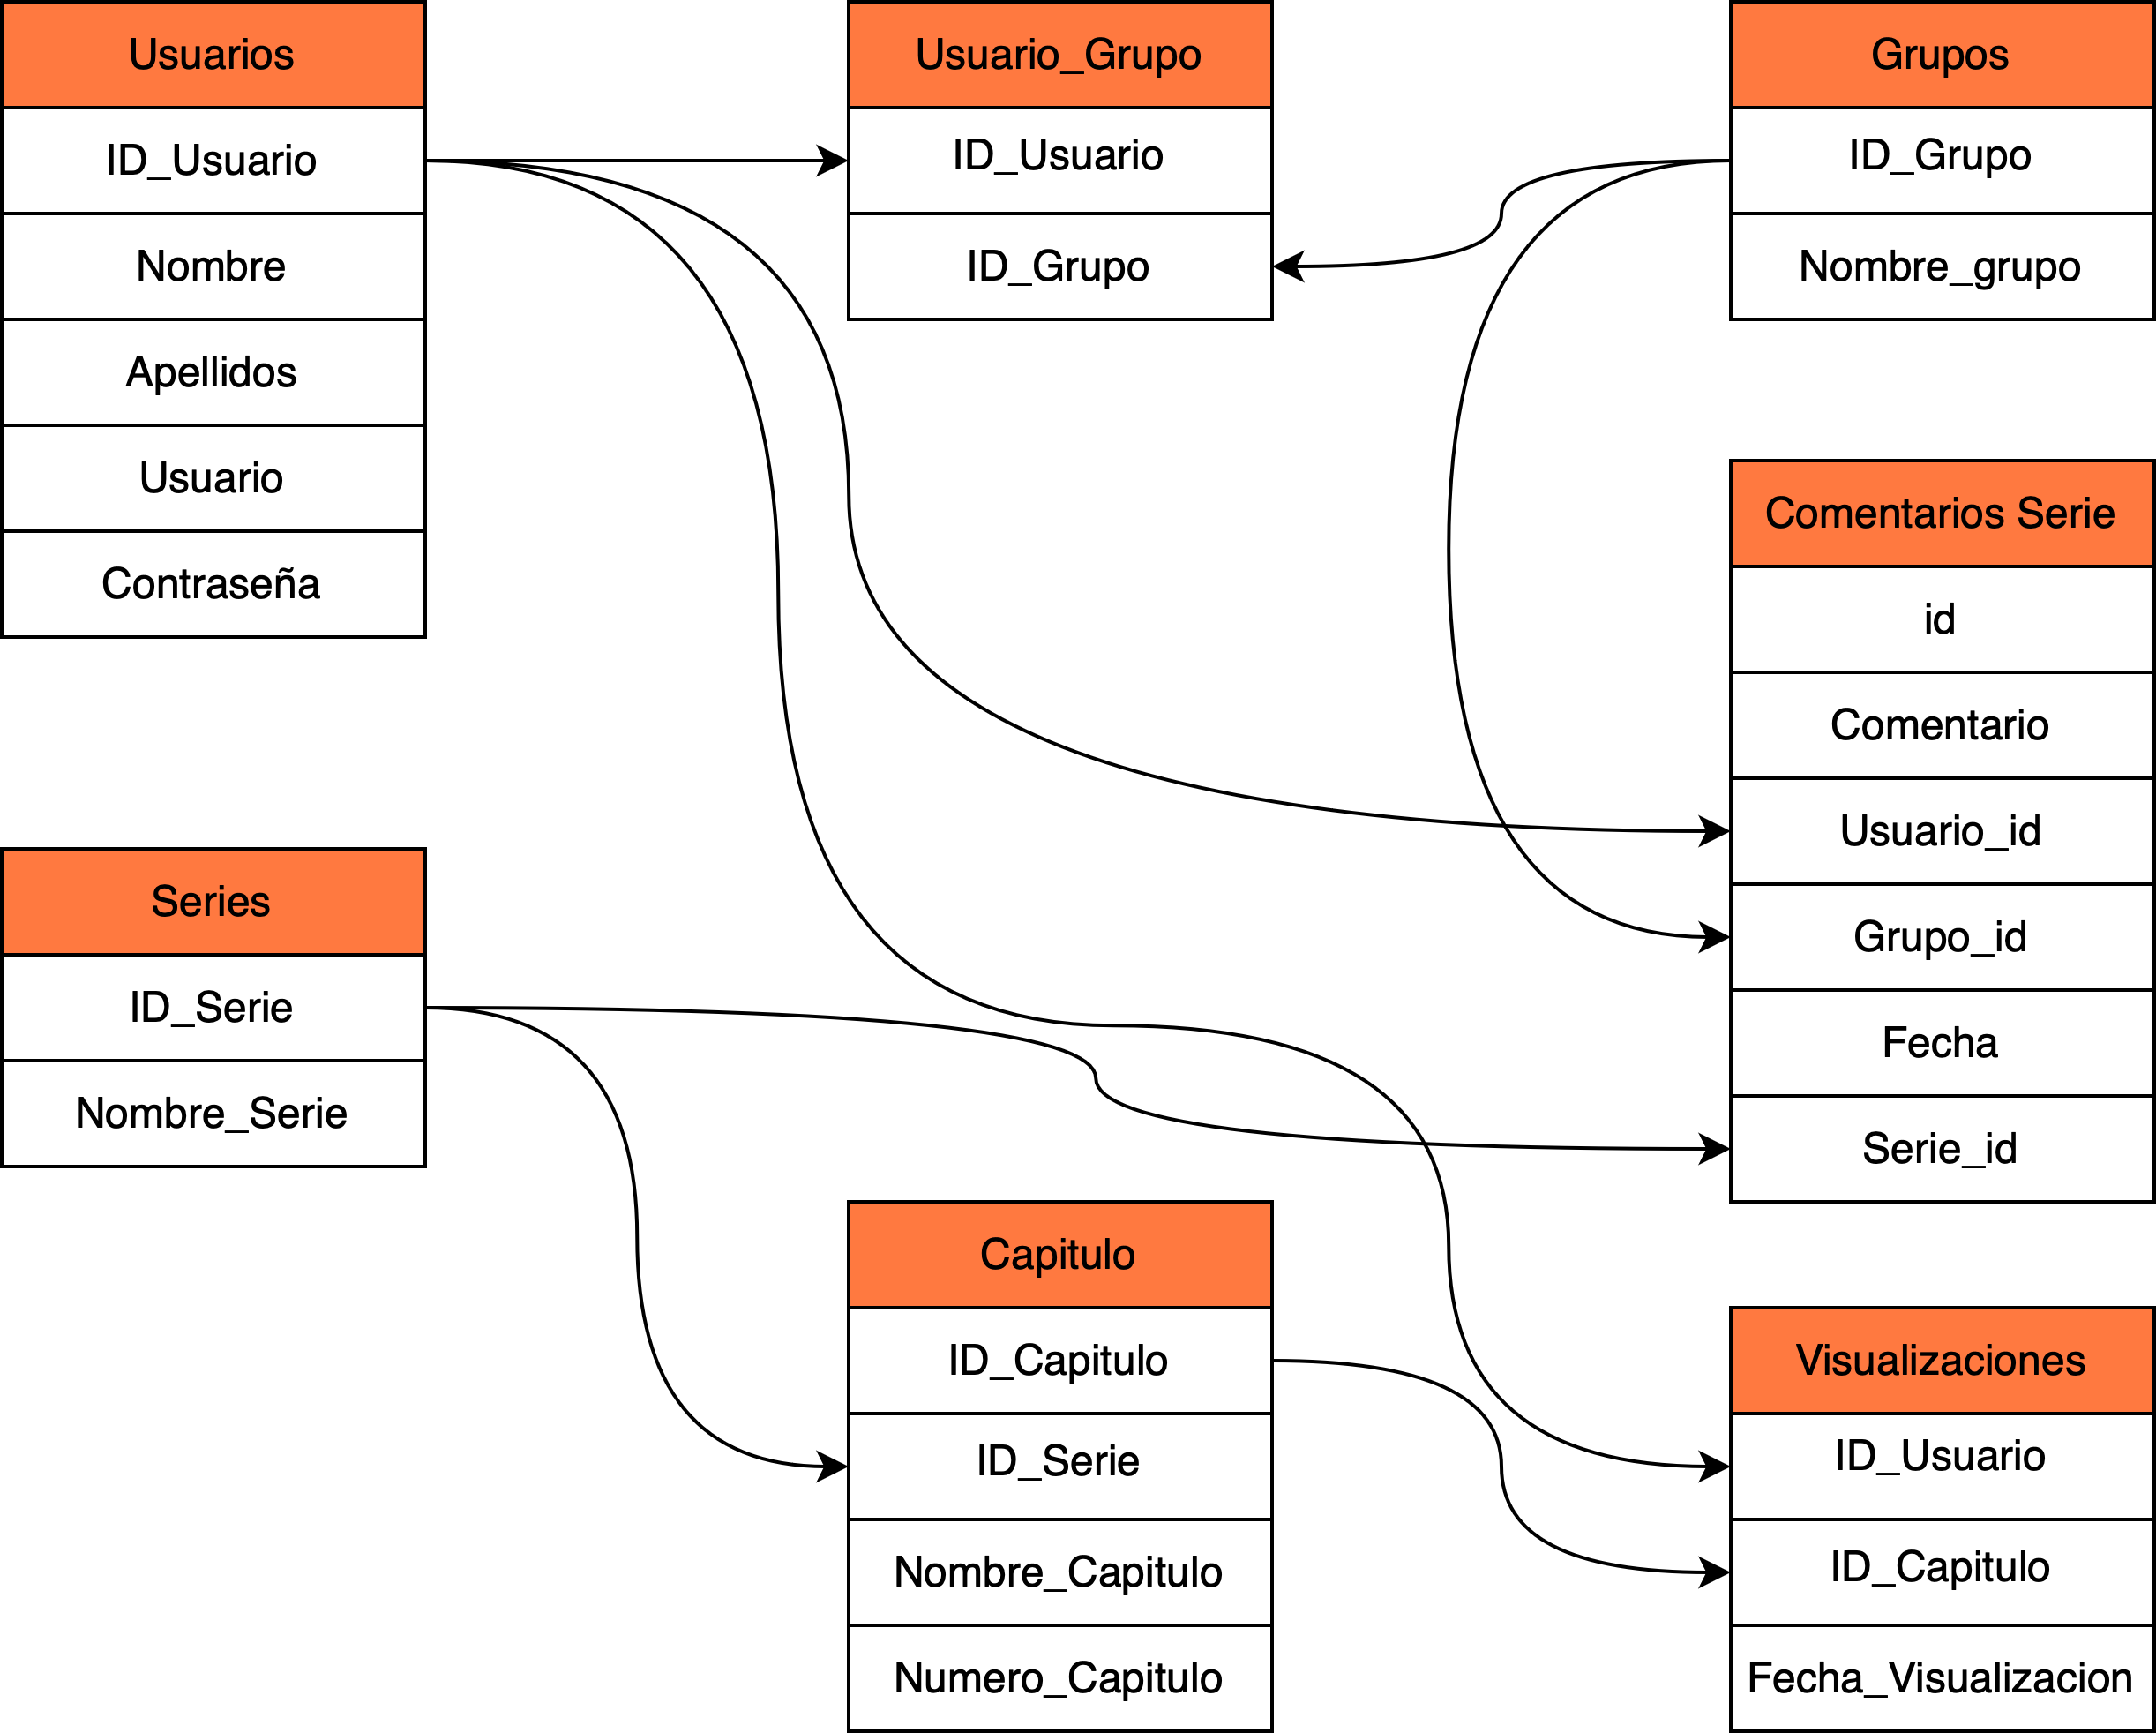 Usuarios
ID_Usuario
Nombre
Apellidos
Usuario
Contraseña
Usuario_Grupo
ID_Usuario
ID_Grupo
Grupos
ID_Grupo
Nombre_grupo
Comentarios Serie
id
Comentario
Usuario_id
Grupo_id
Fecha
Serie_id
Series
ID_Serie
Nombre_Serie
Capitulo
ID_Capitulo
ID_Serie
Nombre_Capitulo
Numero_Capitulo
Visualizaciones
ID_Usuario
ID_Capitulo
Fecha_Visualizacion